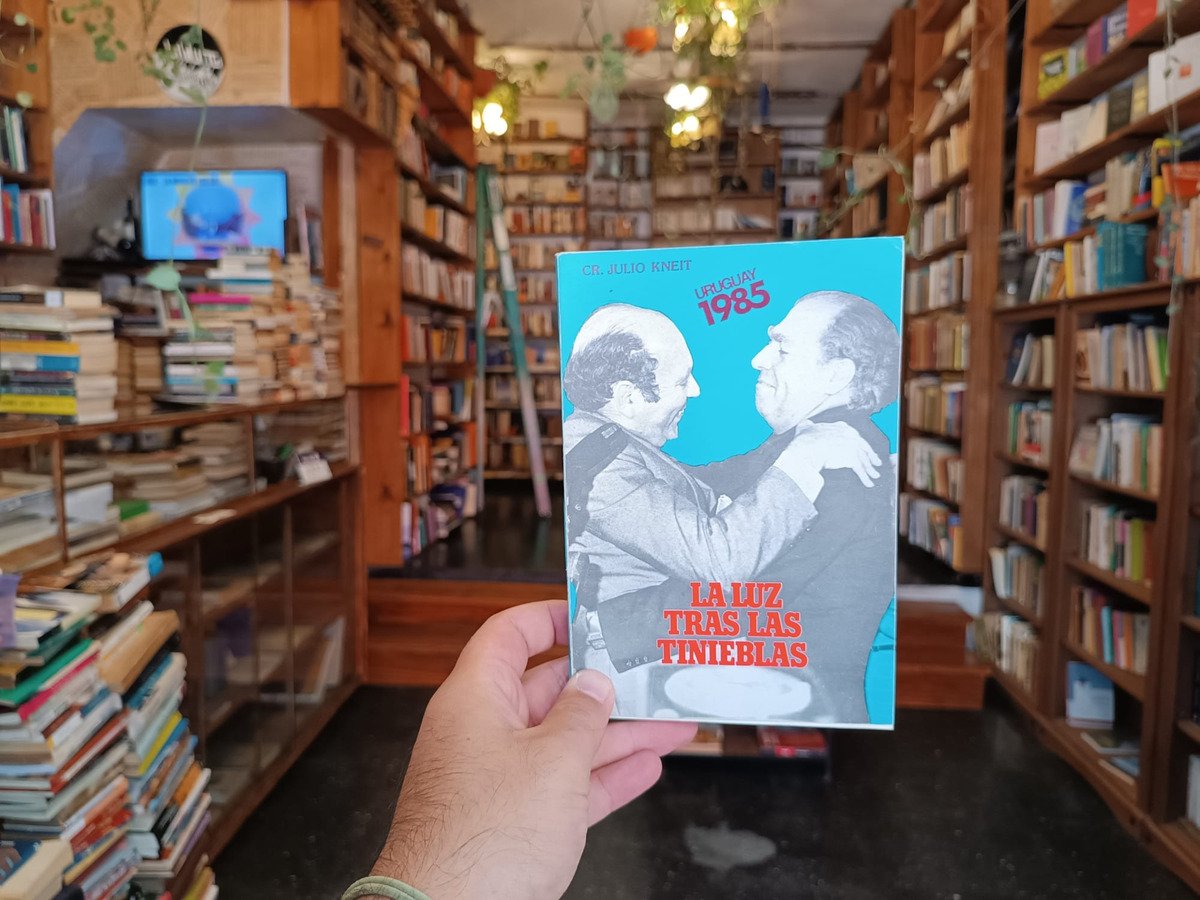 CR. JULIO KNEIT
URUGUAY
1985
LA LUZ
TRAS LAS
TINIEBLAS